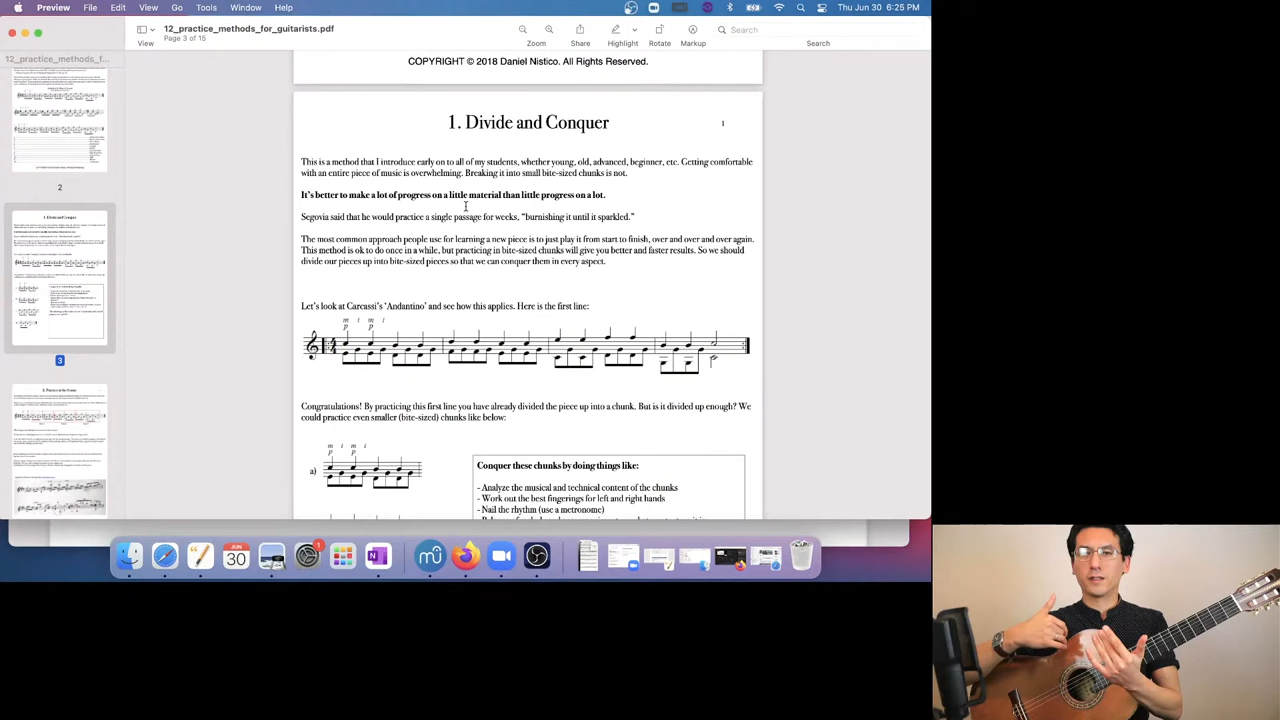 Preview File Edit View Go Tools Window Help
Thu Jun 30 6:25 PM
12_practice_methods_for_guitarists.pdf
Page 3 of 15
View
Zoom
Share
Highlight
Rotate
Markup
Search
Search
12_practice_methods_f...
2
3
COPYRIGHT © 2018 Daniel Nistico. All Rights Reserved.
1. Divide and Conquer
1
This is a method that I introduce early on to all of my students, whether young, old, advanced, beginner, etc. Getting comfortable
with an entire piece of music is overwhelming. Breaking it into small bite-sized chunks is not.
It's better to make a lot of progress on a little material than little progress on a lot.
Segovia said that he would practice a single passage for weeks, "burnishing it until it sparkled."
The most common approach people use for learning a new piece is to just play it from start to finish, over and over and over again.
This method is ok to do once in a while, but practicing in bite-sized chunks will give you better and faster results. So we should
divide our pieces up into bite-sized pieces so that we can conquer them in every aspect.
Let's look at Carcassi's 'Andantino' and see how this applies. Here is the first line:
m i m i
p p
Congratulations! By practicing this first line you have already divided the piece up into a chunk. But is it divided up enough? We
could practice even smaller (bite-sized) chunks like below:
m i m i
p p
a)
Conquer these chunks by doing things like:
- Analyze the musical and technical content of the chunks
- Work out the best fingerings for left and right hands
- Nail the rhythm (use a metronome)
JUN
30
1